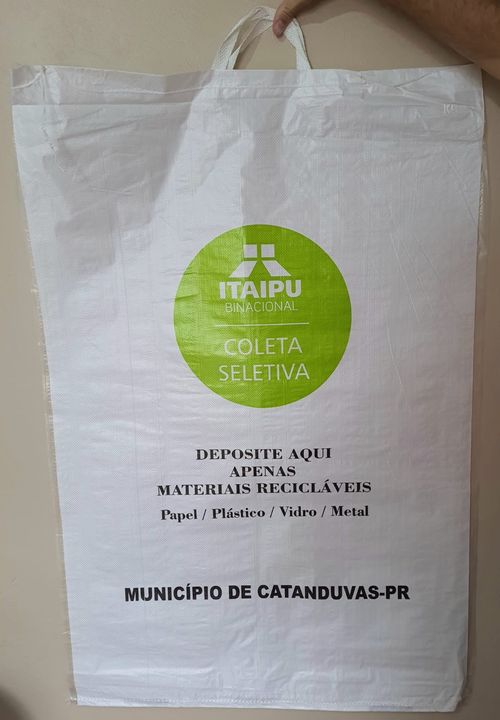 ITAIPU
BINACIONAL
COLETA
SELETIVA
DEPOSITE AQUI
APENAS
MATERIAIS RECICLÁVEIS
Papel / Plástico / Vidro / Metal
MUNICÍPIO DE CATANDUVAS-PR